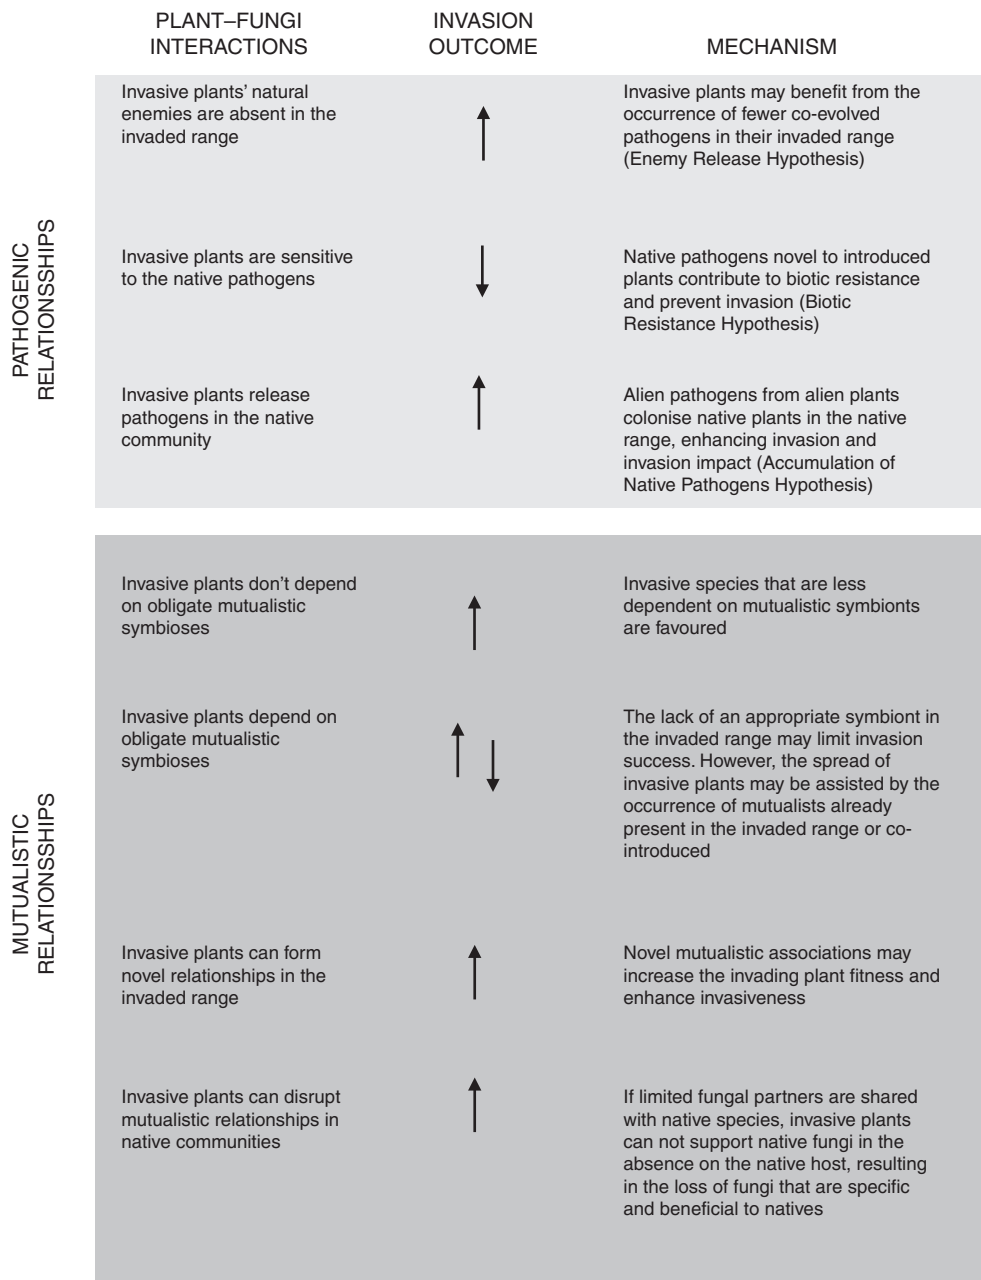 PLANT–FUNGI
INTERACTIONS
INVASION
OUTCOME
MECHANISM
PATHOGENIC
RELATIONSSHIPS
Invasive plants’ natural
enemies are absent in the
invaded range
Invasive plants may benefit from the
occurrence of fewer co-evolved
pathogens in their invaded range
(Enemy Release Hypothesis)
Invasive plants are sensitive
to the native pathogens
Native pathogens novel to introduced
plants contribute to biotic resistance
and prevent invasion (Biotic
Resistance Hypothesis)
Invasive plants release
pathogens in the native
community
Alien pathogens from alien plants
colonise native plants in the native
range, enhancing invasion and
invasion impact (Accumulation of
Native Pathogens Hypothesis)
MUTUALISTIC
RELATIONSSHIPS
Invasive plants don’t depend
on obligate mutualistic
symbioses
Invasive species that are less
dependent on mutualistic symbionts
are favoured
Invasive plants depend on
obligate mutualistic
symbioses
The lack of an appropriate symbiont in
the invaded range may limit invasion
success. However, the spread of
invasive plants may be assisted by the
occurrence of mutualists already
present in the invaded range or co-
introduced
Invasive plants can form
novel relationships in the
invaded range
Novel mutualistic associations may
increase the invading plant fitness and
enhance invasiveness
Invasive plants can disrupt
mutualistic relationships in
native communities
If limited fungal partners are shared
with native species, invasive plants
can not support native fungi in the
absence on the native host, resulting
in the loss of fungi that are specific
and beneficial to natives